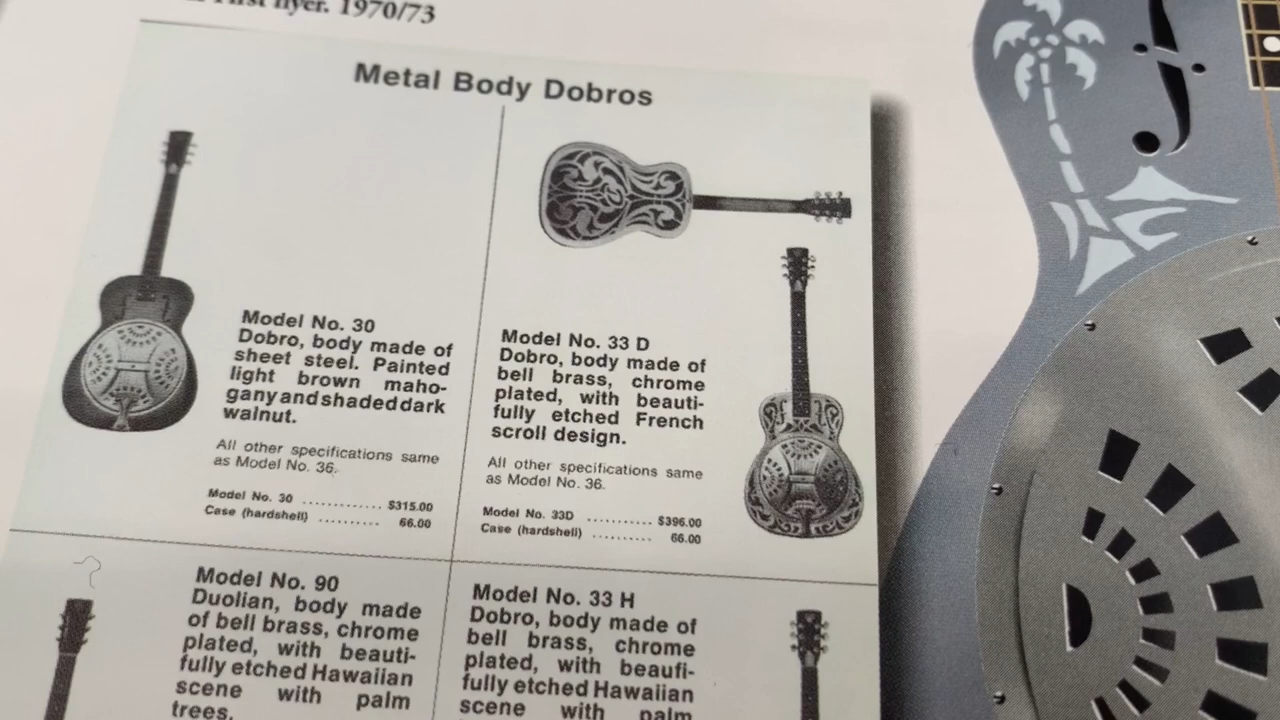 First flyer. 1970/73
Metal Body Dobros
Model No. 30
Dobro, body made of
sheet steel. Painted
light brown maho-
gany and shaded dark
walnut.
All other specifications same
as Model No. 36.
Model No. 30 ............ $315.00
Case (hardshell) ......... 66.00
Model No. 33 D
Dobro, body made of
bell brass, chrome
plated, with beauti-
fully etched French
scroll design.
All other specifications same
as Model No. 36.
Model No. 33D ........... $396.00
Case (hardshell) .......... 66.00
Model No. 90
Duolian, body made
of bell brass, chrome
plated, with beauti-
fully etched Hawaiian
scene with palm
trees.
Model No. 33 H
Dobro, body made of
bell brass, chrome
plated, with beaufi-
fully etched Hawaiian
scene with palm